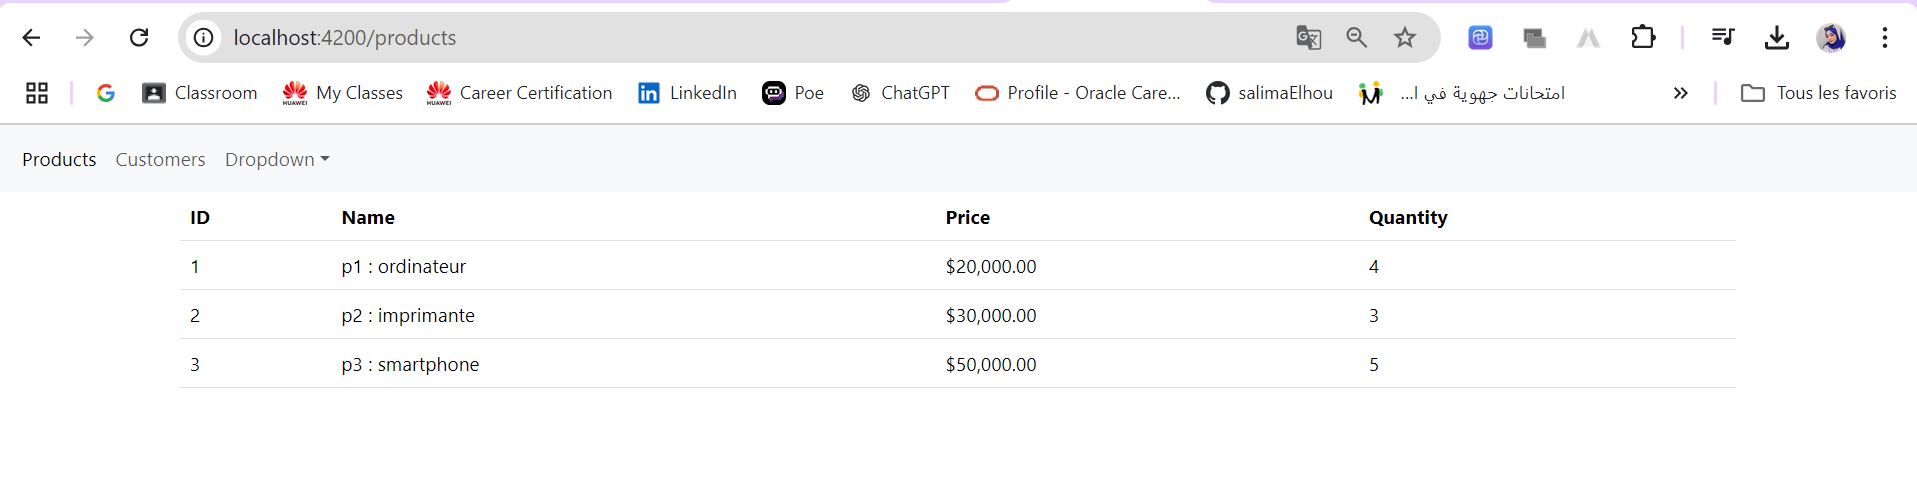 localhost:4200/products
Classroom My Classes Career Certification LinkedIn Poe ChatGPT Profile - Oracle Care... salimaElhou امتحانات جهوية في ا... Tous les favoris
Products Customers Dropdown
ID Name Price Quantity
1 p1 : ordinateur $20,000.00 4
2 p2 : imprimante $30,000.00 3
3 p3 : smartphone $50,000.00 5